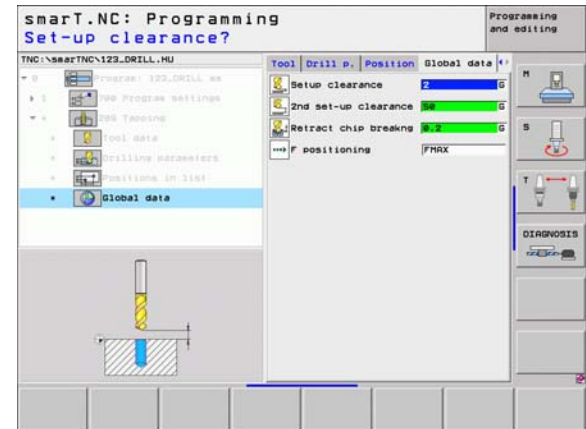 smarT.NC: Programming
Programming and editing
Set-up clearance?
TNC:\smarTNC\123_DRILL.HU
0 Program: 123_DRILL mm
1 700 Program settings
Tapping
Tool data
Drilling parameters
Positions in list
Global data
Tool Drill p. Position Global data
Setup clearance 2 G
2nd set-up clearance 50 G
Retract chip breakng 0.2 G
F positioning FMAX
M
S
T
DIAGNOSIS